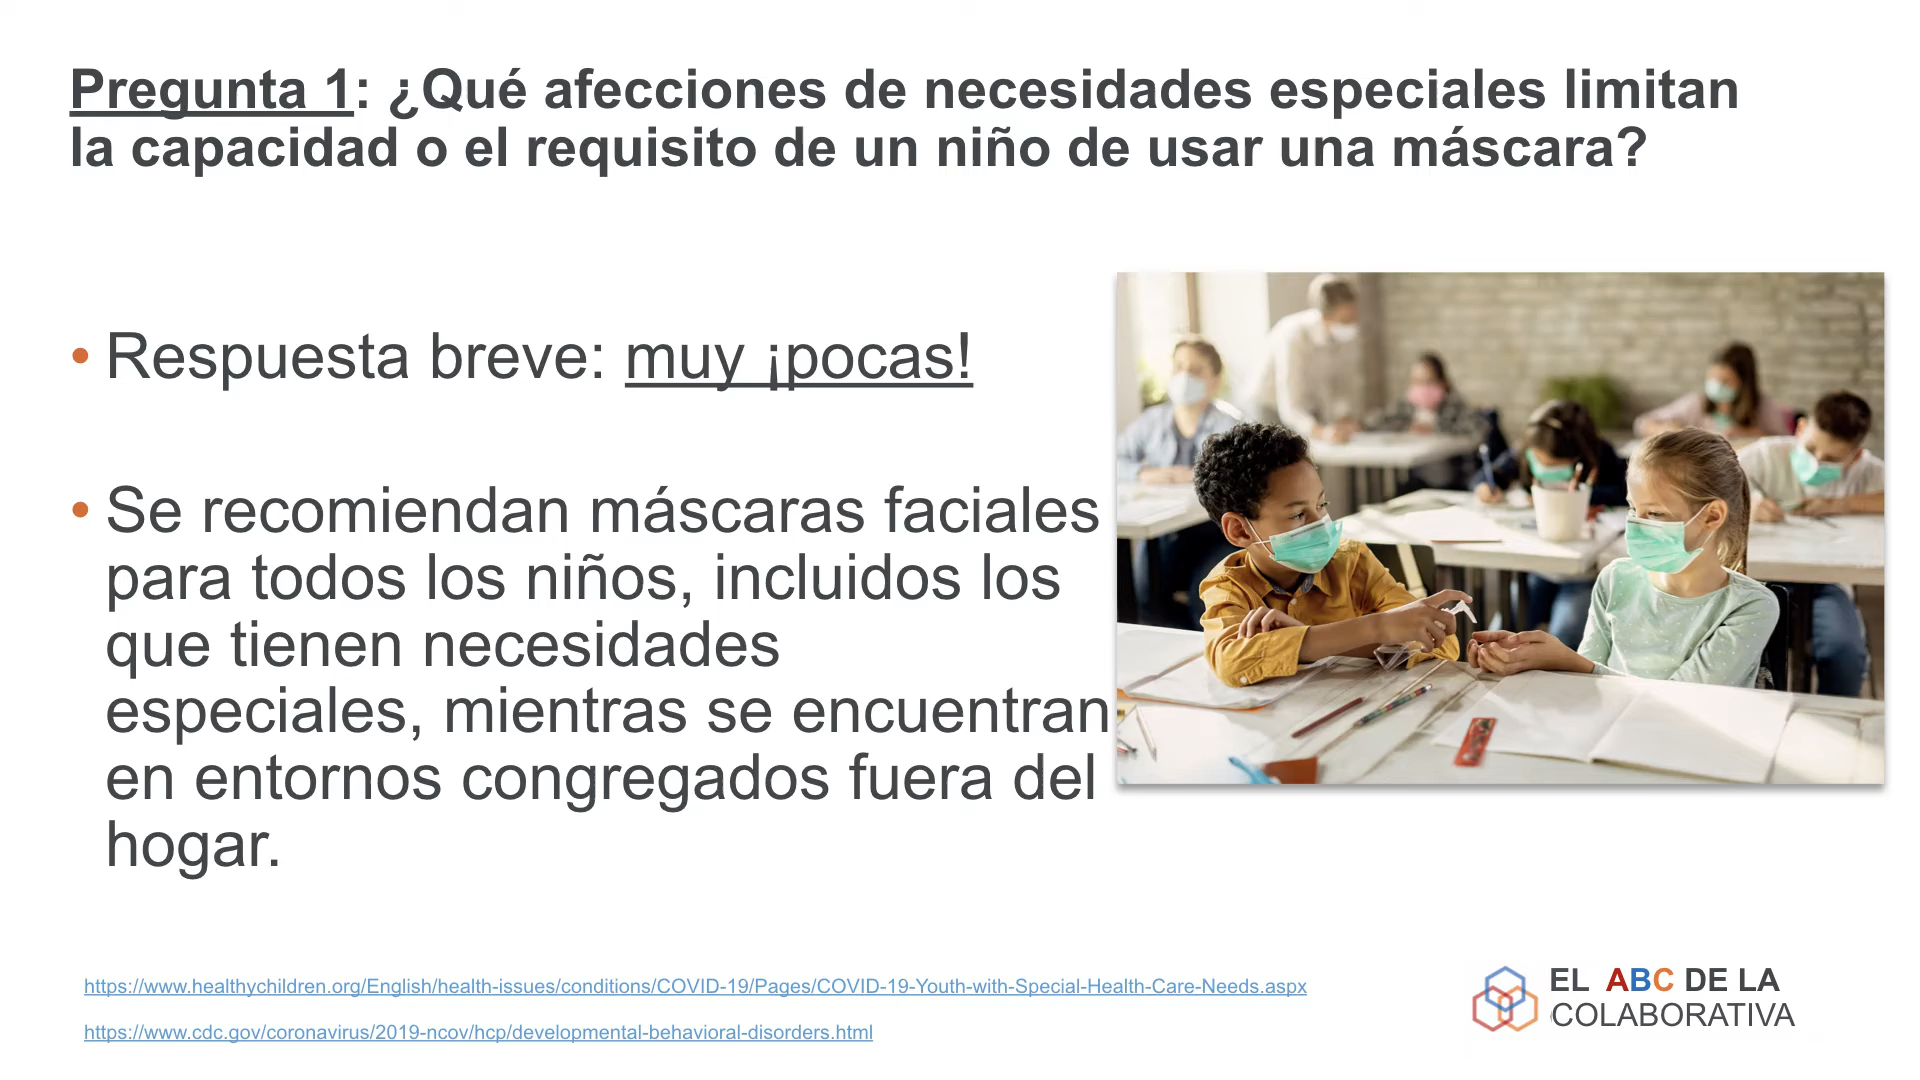 Pregunta 1: ¿Qué afecciones de necesidades especiales limitan
la capacidad o el requisito de un niño de usar una máscara?
• Respuesta breve: muy ¡pocas!
• Se recomiendan máscaras faciales
para todos los niños, incluidos los
que tienen necesidades
especiales, mientras se encuentran
en entornos congregados fuera del
hogar.
https://www.healthychildren.org/English/health-issues/conditions/COVID-19/Pages/COVID-19-Youth-with-Special-Health-Care-Needs.aspx
https://www.cdc.gov/coronavirus/2019-ncov/hcp/developmental-behavioral-disorders.html
EL ABC DE LA
COLABORATIVA